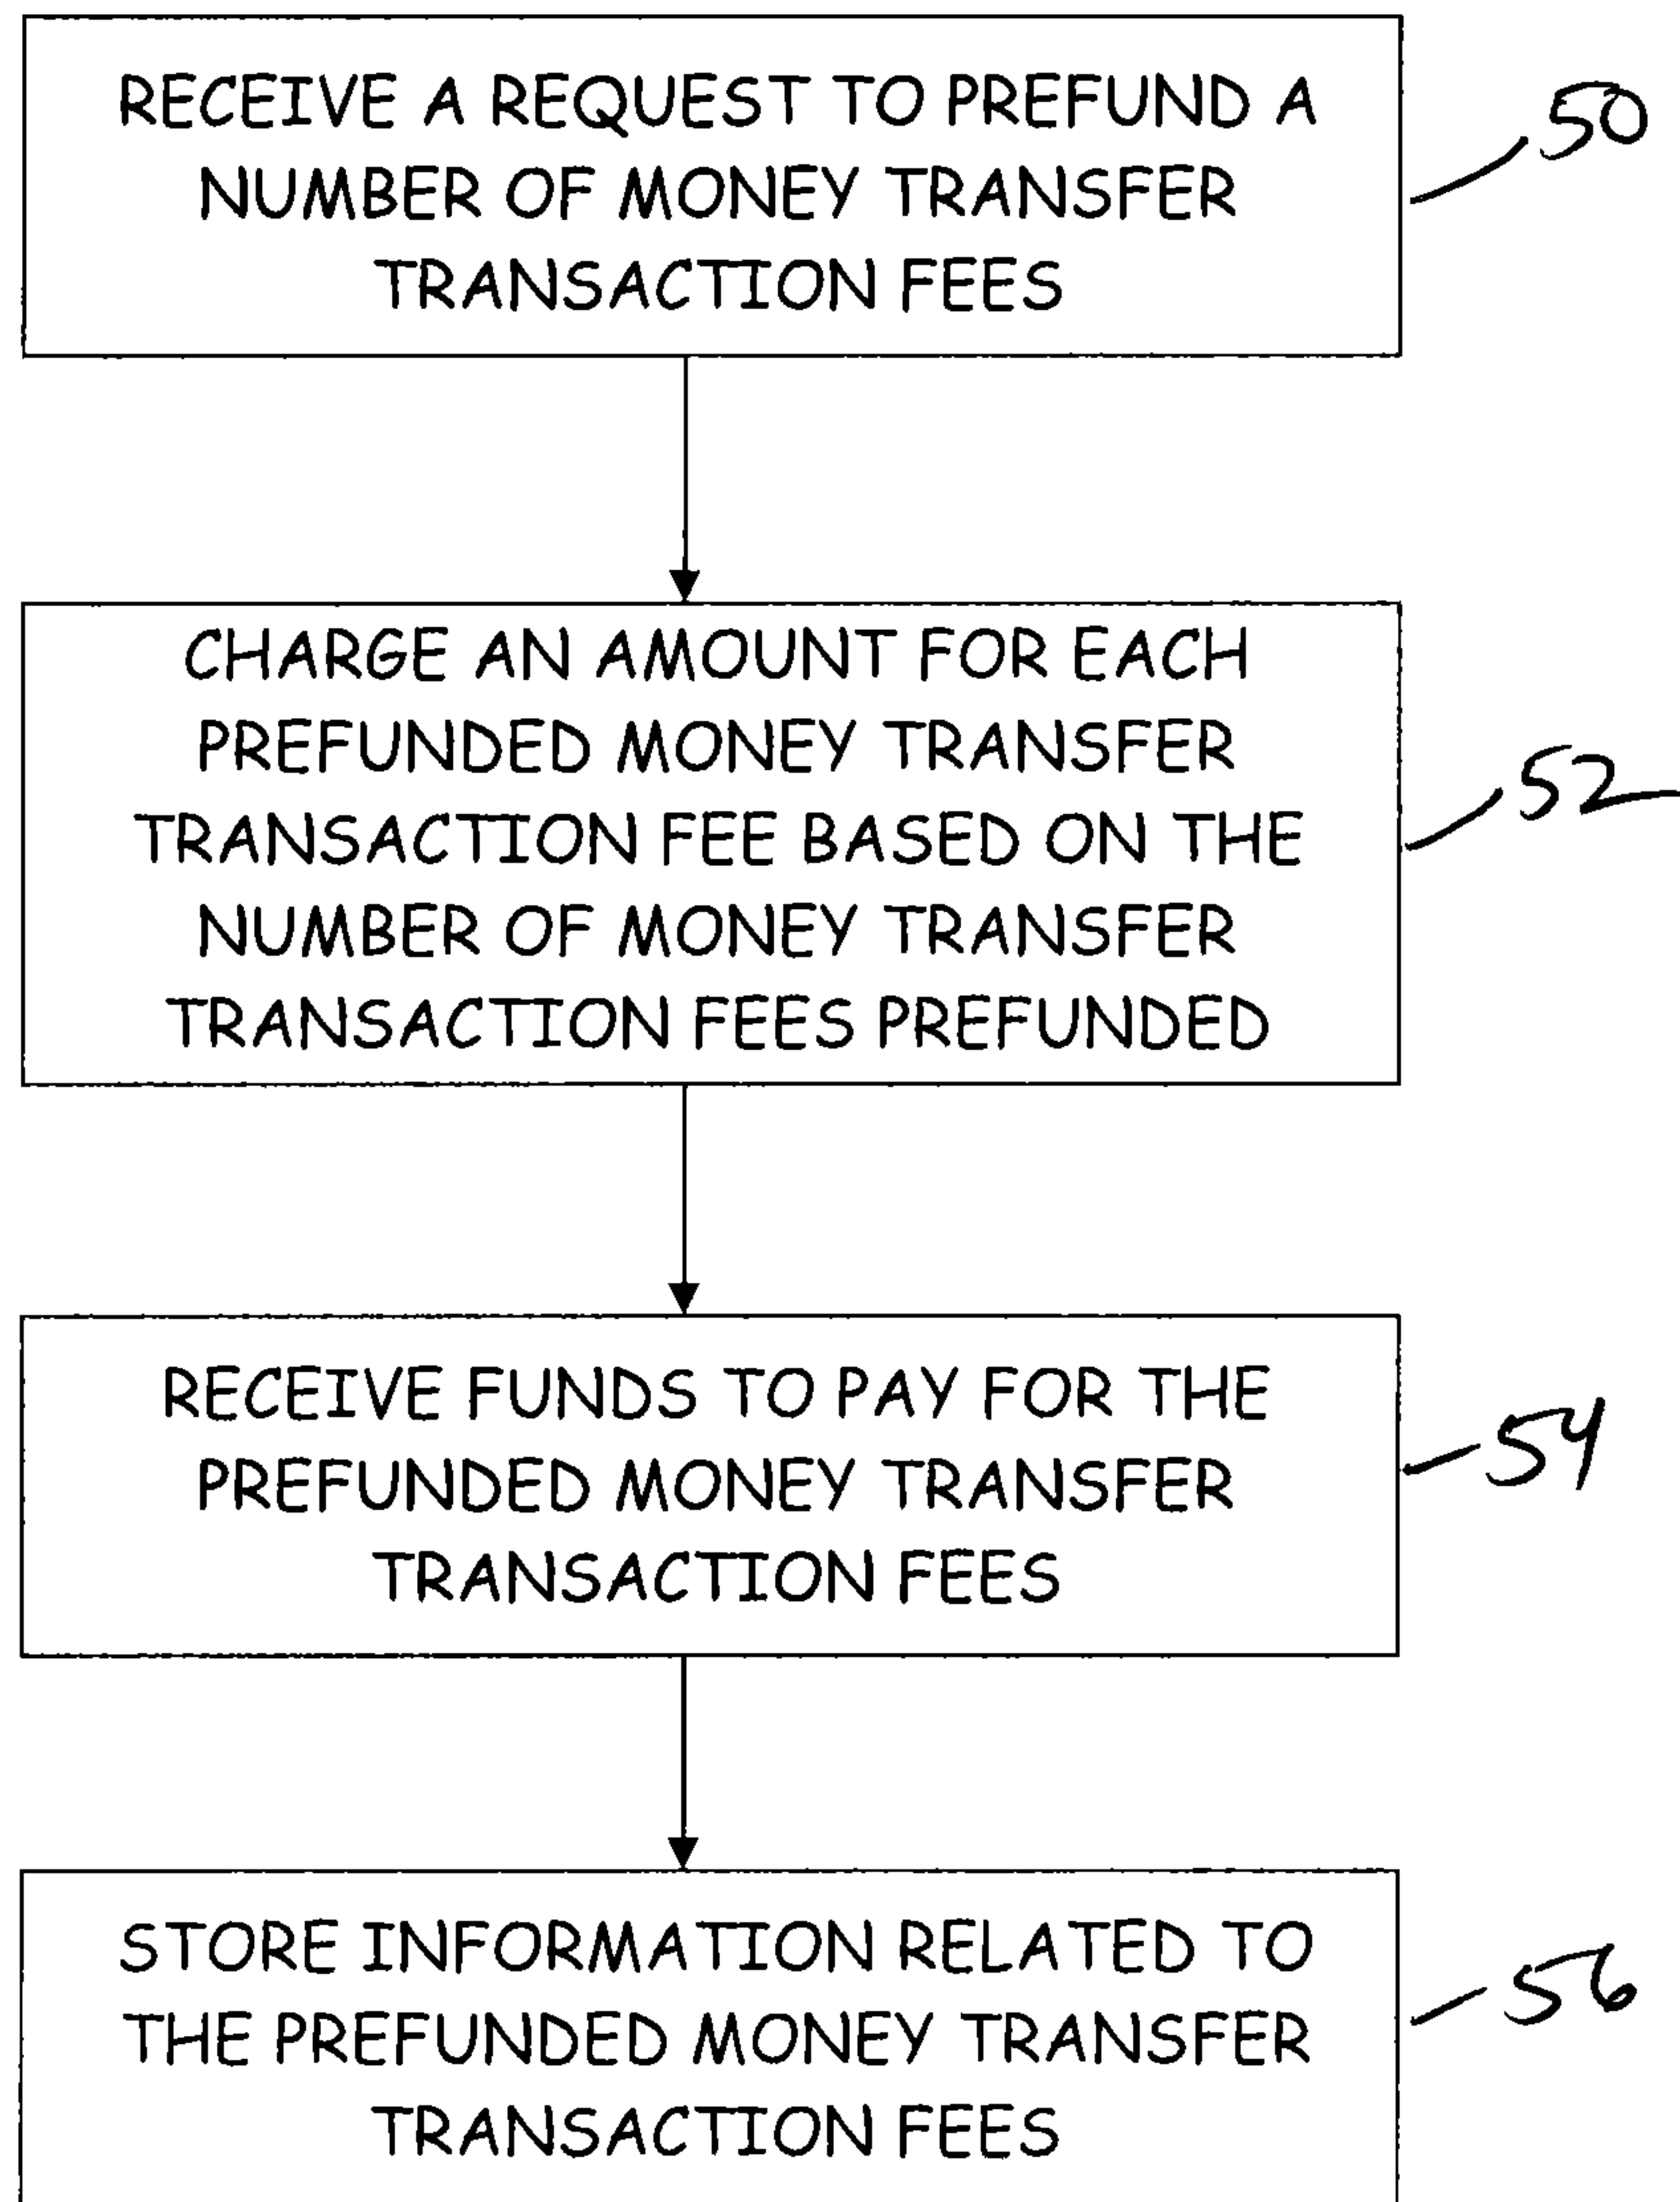 RECEIVE A REQUEST TO PREFUND A
NUMBER OF MONEY TRANSFER
TRANSACTION FEES
50
CHARGE AN AMOUNT FOR EACH
PREFUNDED MONEY TRANSFER
TRANSACTION FEE BASED ON THE
NUMBER OF MONEY TRANSFER
TRANSACTION FEES PREFUNDED
52
RECEIVE FUNDS TO PAY FOR THE
PREFUNDED MONEY TRANSFER
TRANSACTION FEES
54
STORE INFORMATION RELATED TO
THE PREFUNDED MONEY TRANSFER
TRANSACTION FEES
56